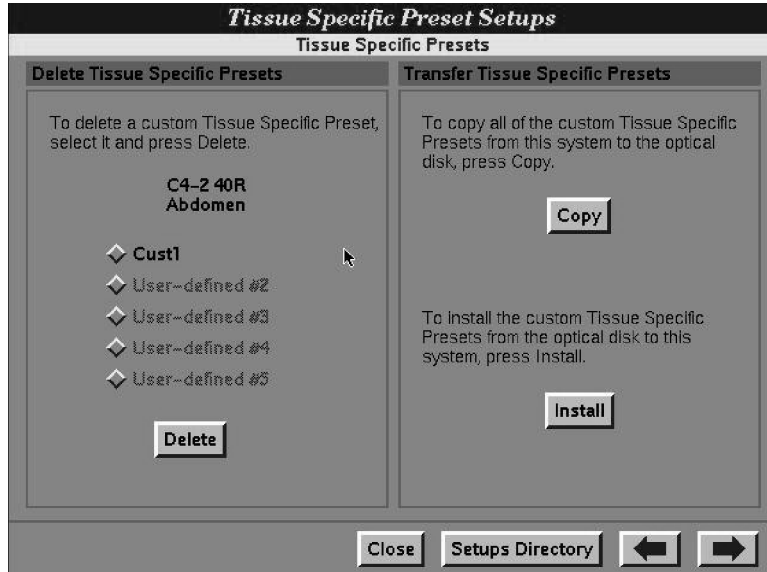 Tissue Specific Preset Setups
Tissue Specific Presets
Delete Tissue Specific Presets
To delete a custom Tissue Specific Preset,
select it and press Delete.
C4-2 40R
Abdomen
Cust1
User-defined #2
User-defined #3
User-defined #4
User-defined #5
Delete
Transfer Tissue Specific Presets
To copy all of the custom Tissue Specific
Presets from this system to the optical
disk, press Copy.
Copy
To install the custom Tissue Specific
Presets from the optical disk to this
system, press Install.
Install
Close
Setups Directory